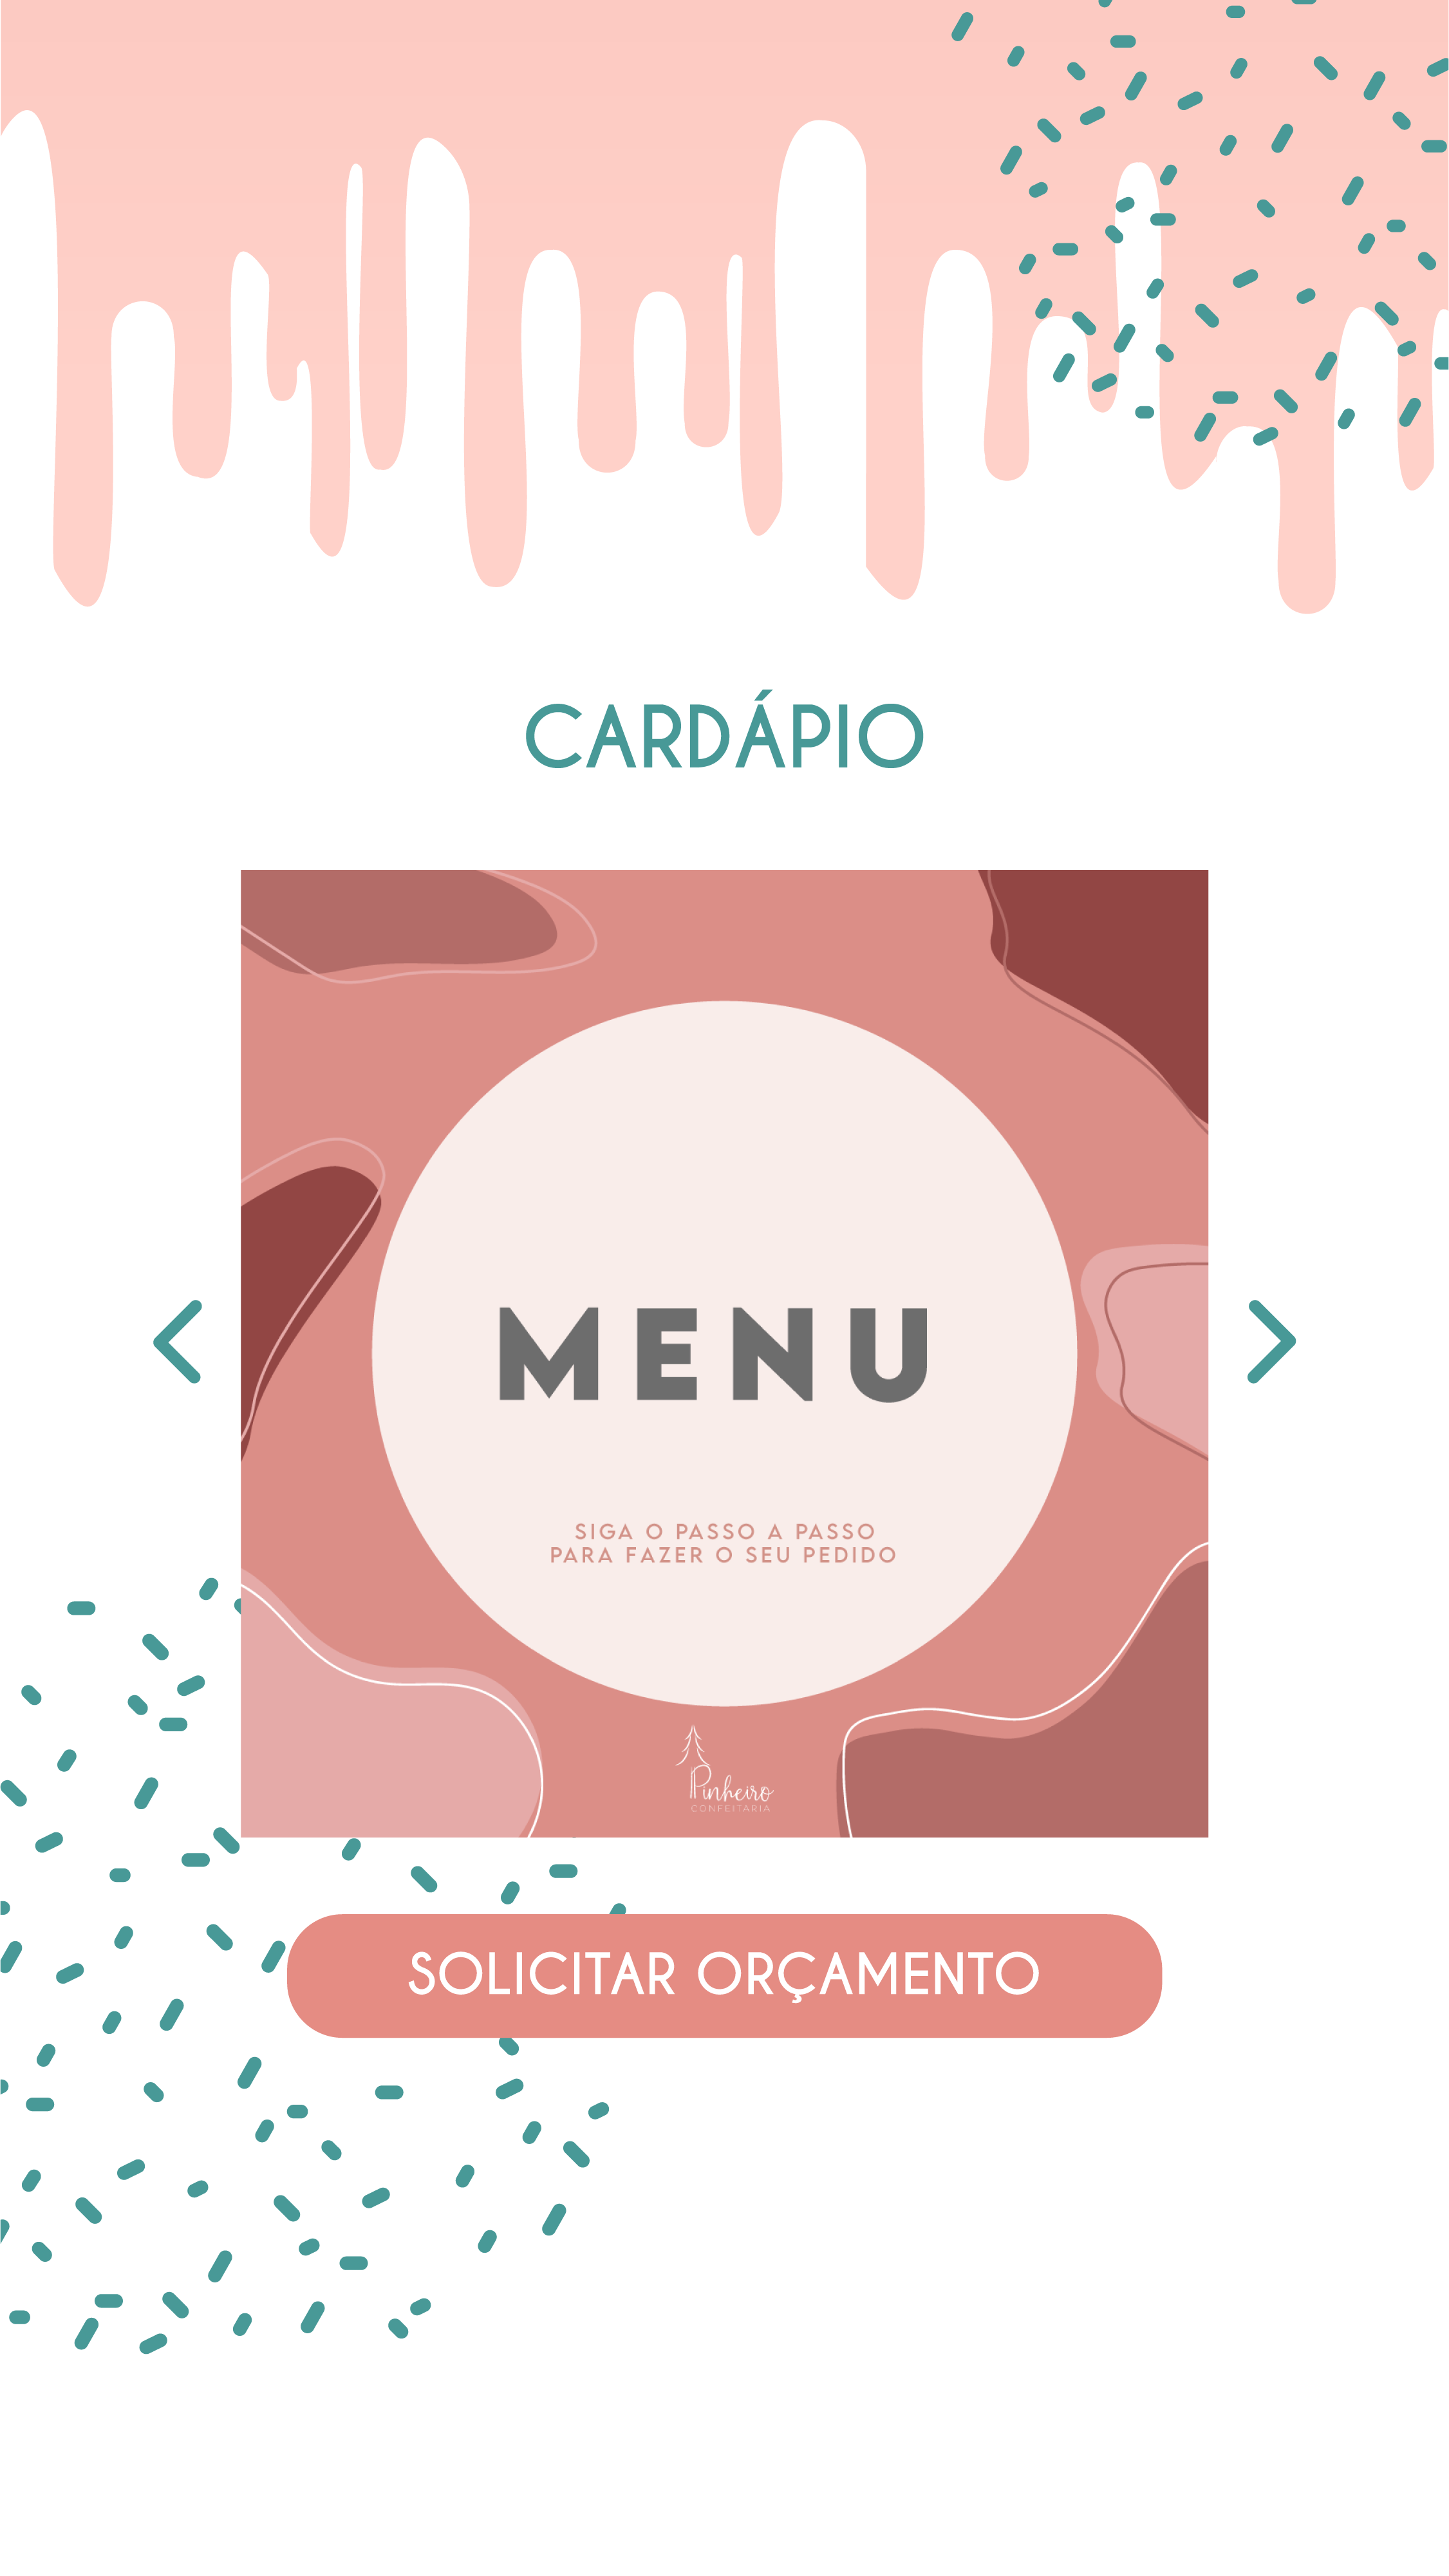 CARDÁPIO
MENU
SIGA O PASSO A PASSO
PARA FAZER O SEU PEDIDO
Pinheiro
CONFEITARIA
SOLICITAR ORÇAMENTO